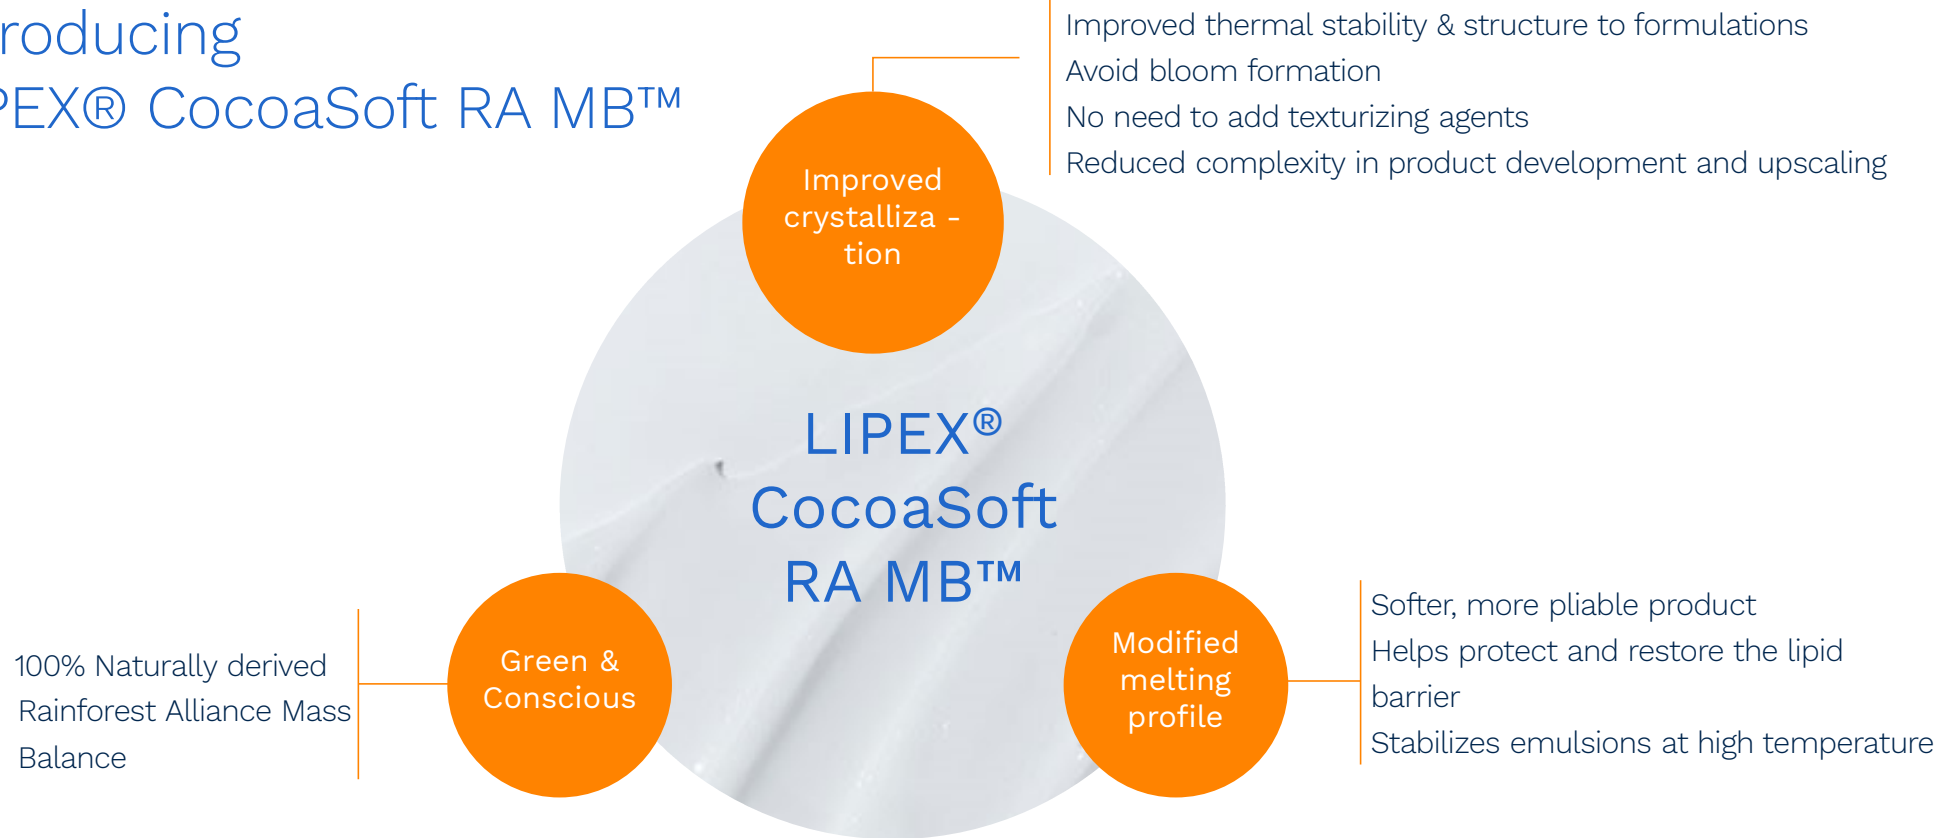 roducing
PEX® CocoaSoft RA MB™
Improved thermal stability & structure to formulations
Avoid bloom formation
No need to add texturizing agents
Reduced complexity in product development and upscaling
Improved
crystalliza -
tion
LIPEX®
CocoaSoft
RA MB™
Green &
Conscious
100% Naturally derived
Rainforest Alliance Mass
Balance
Modified
melting
profile
Softer, more pliable product
Helps protect and restore the lipid
barrier
Stabilizes emulsions at high temperature